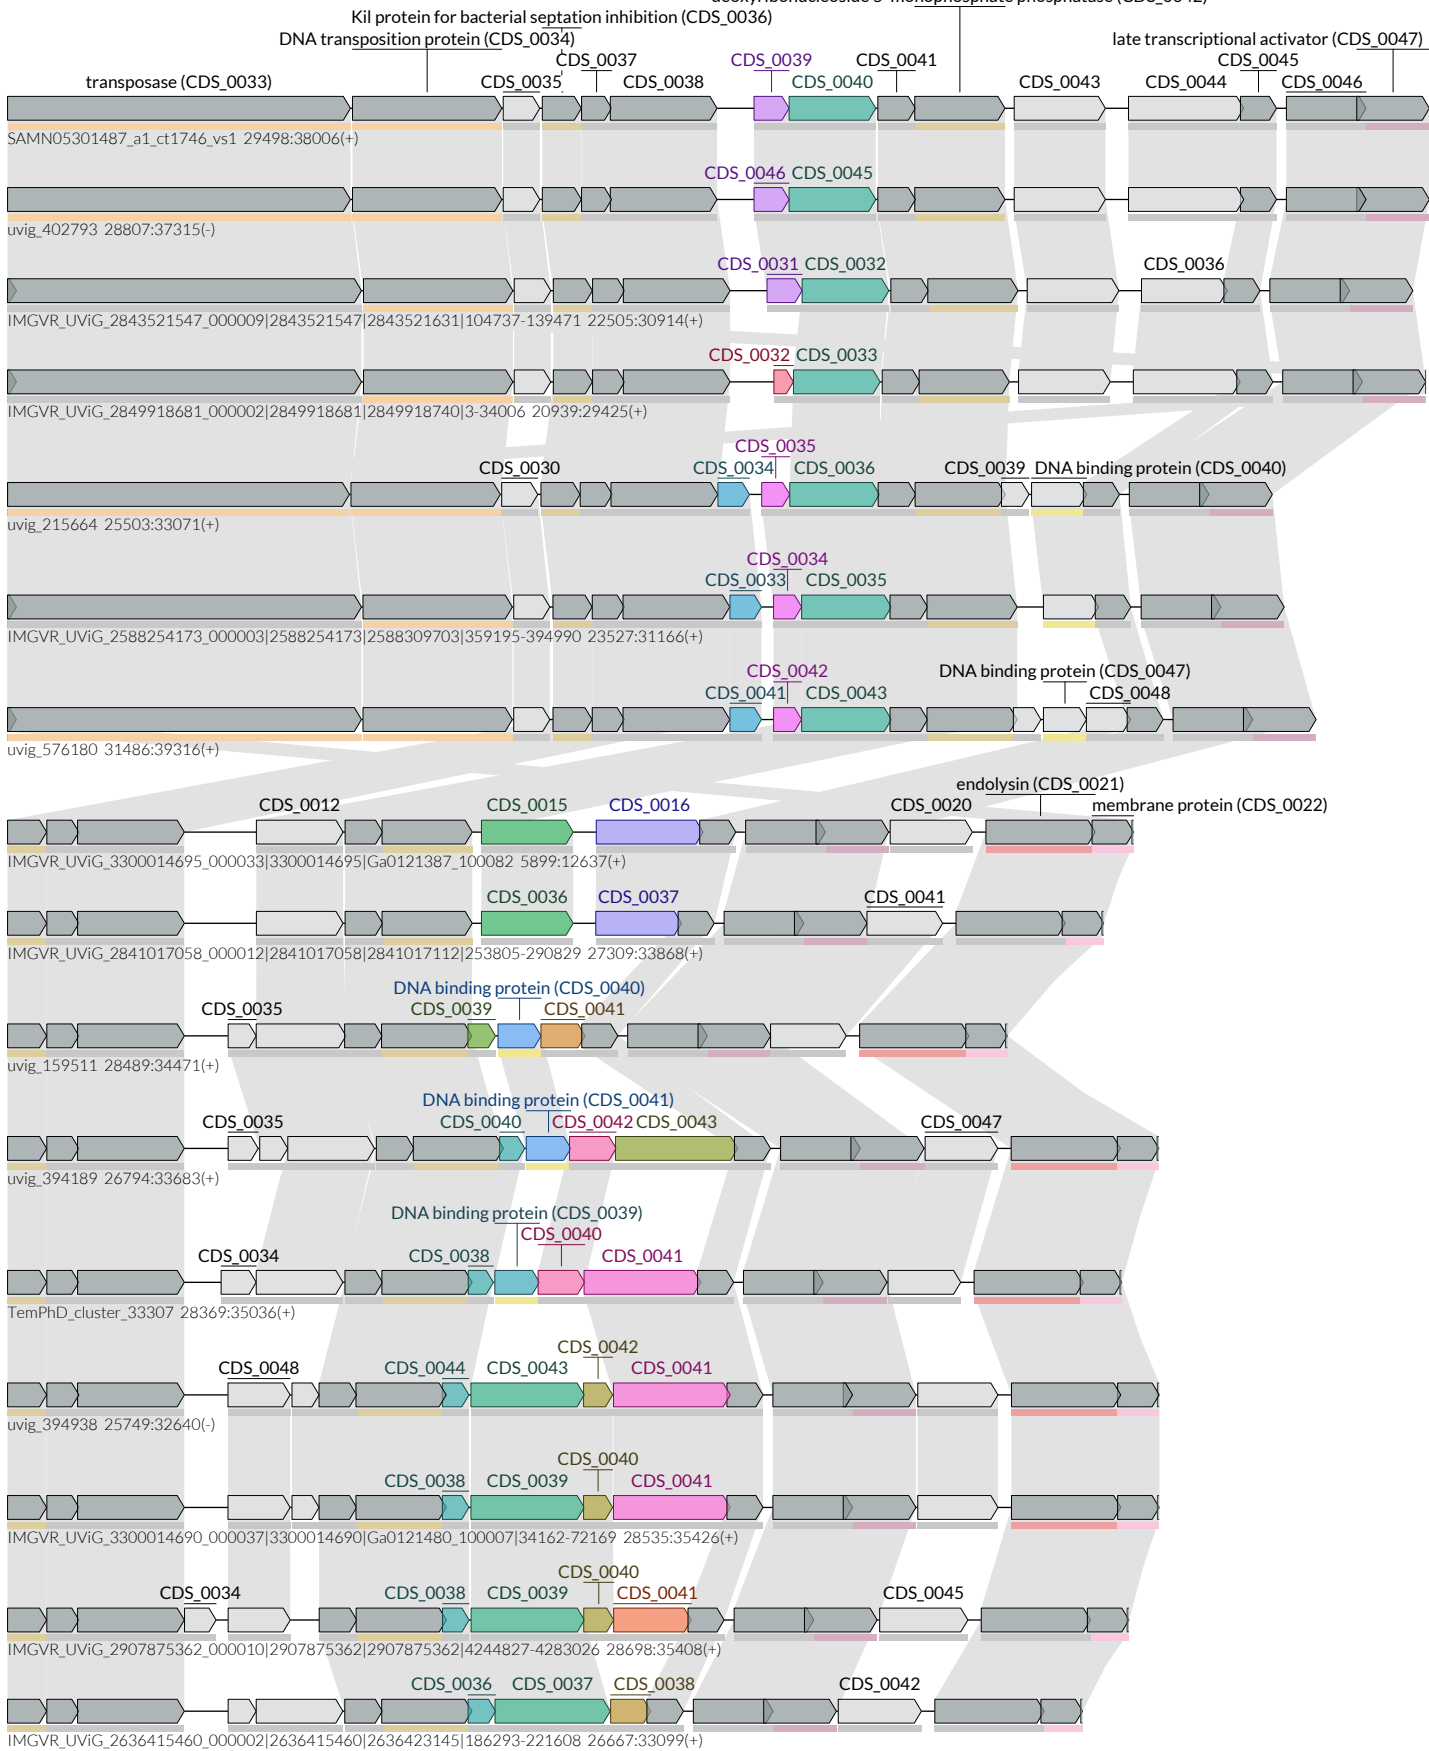 Kil protein for bacterial septation inhibition (CDS_0036)
DNA transposition protein (CDS_0034)
late transcriptional activator (CDS_0047)
CDS_0037 CDS_0039 CDS_0041 CDS_0045
transposase (CDS_0033) CDS_0035 CDS_0038 CDS_0040 CDS_0043 CDS_0044 CDS_0046
SAMN05301487_a1_ct1746_vs1 29498:38006(+)
CDS_0046 CDS_0045
uvig_402793 28807:37315(-)
CDS_0031 CDS_0032 CDS_0036
IMGVR_UViG_2843521547_000009|2843521547|2843521631|104737-139471 22505:30914(+)
CDS_0032 CDS_0033
IMGVR_UViG_2849918681_000002|2849918681|2849918740|3-34006 20939:29425(+)
CDS_0035
CDS_0030 CDS_0034 CDS_0036 CDS_0039 DNA binding protein (CDS_0040)
uvig_215664 25503:33071(+)
CDS_0034
CDS_0033 CDS_0035
IMGVR_UViG_2588254173_000003|2588254173|2588309703|359195-394990 23527:31166(+)
CDS_0042 DNA binding protein (CDS_0047)
CDS_0041 CDS_0043 CDS_0048
uvig_576180 31486:39316(+)
endolysin (CDS_0021)
CDS_0012 CDS_0015 CDS_0016 CDS_0020 membrane protein (CDS_0022)
IMGVR_UViG_3300014695_000033|3300014695|Ga0121387_100082 5899:12637(+)
CDS_0036 CDS_0037 CDS_0041
IMGVR_UViG_2841017058_000012|2841017058|2841017112|253805-290829 27309:33868(+)
DNA binding protein (CDS_0040)
CDS_0035 CDS_0039 CDS_0041
uvig_159511 28489:34471(+)
DNA binding protein (CDS_0041)
CDS_0035 CDS_0040 CDS_0042 CDS_0043 CDS_0047
uvig_394189 26794:33683(+)
DNA binding protein (CDS_0039)
CDS_0040
CDS_0034 CDS_0038 CDS_0041
TemPhD_cluster_33307 28369:35036(+)
CDS_0042
CDS_0048 CDS_0044 CDS_0043 CDS_0041
uvig_394938 25749:32640(-)
CDS_0040
CDS_0038 CDS_0039 CDS_0041
IMGVR_UViG_3300014690_000037|3300014690|Ga0121480_100007|34162-72169 28535:35426(+)
CDS_0040
CDS_0034 CDS_0038 CDS_0039 CDS_0041 CDS_0045
IMGVR_UViG_2907875362_000010|2907875362|2907875362|4244827-4283026 28698:35408(+)
CDS_0036 CDS_0037 CDS_0038 CDS_0042
IMGVR_UViG_2636415460_000002|2636415460|2636423145|186293-221608 26667:33099(+)